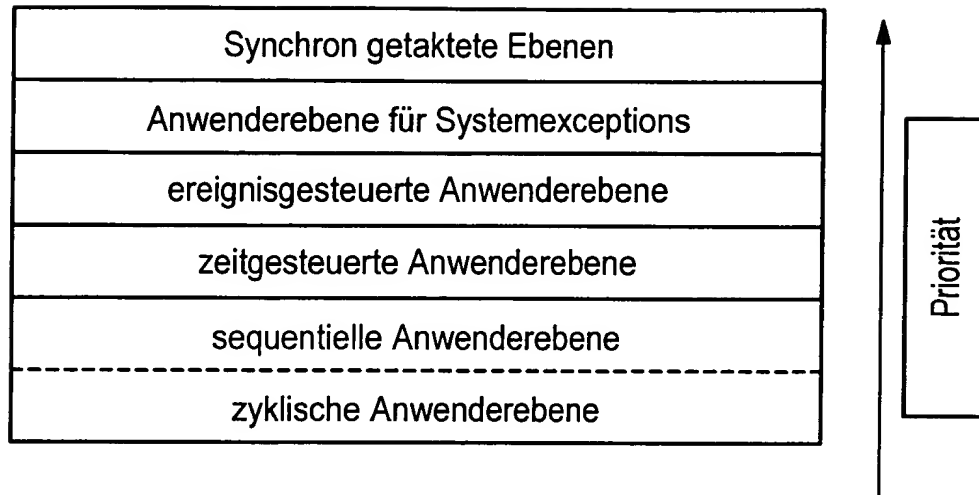 Synchron getaktete Ebenen
Anwenderebene für Systemexceptions
ereignisgesteuerte Anwenderebene
zeitgesteuerte Anwenderebene
sequentielle Anwenderebene
zyklische Anwenderebene
Priorität